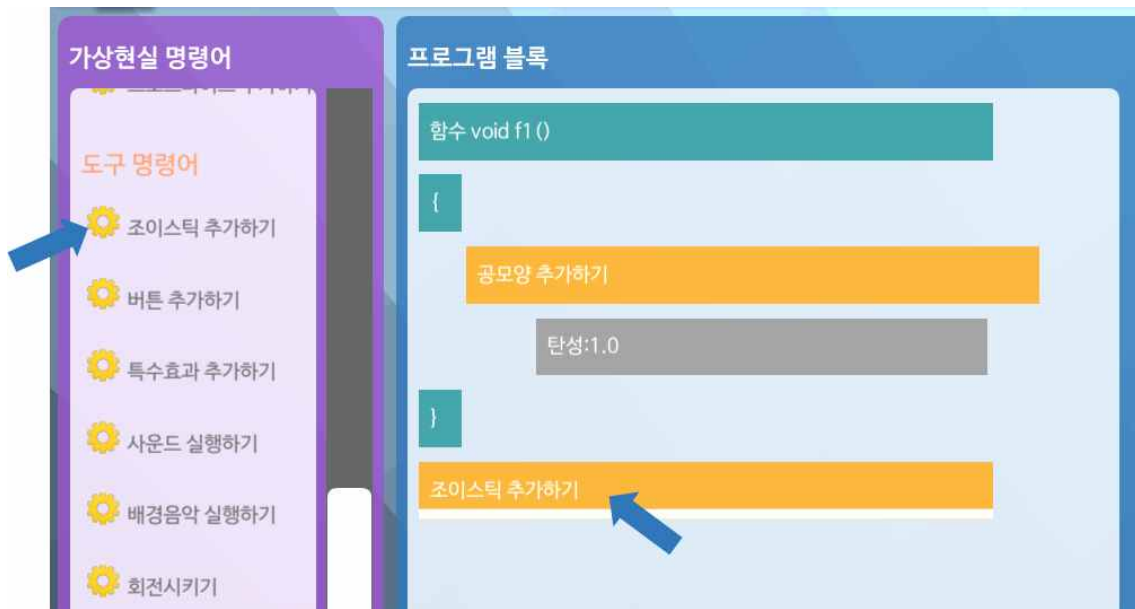 가상현실 명령어
도구 명령어
조이스틱 추가하기
버튼 추가하기
특수효과 추가하기
사운드 실행하기
배경음악 실행하기
회전시키기
프로그램 블록
함수 void f1 ()
{
공모양 추가하기
탄성:1.0
}
조이스틱 추가하기